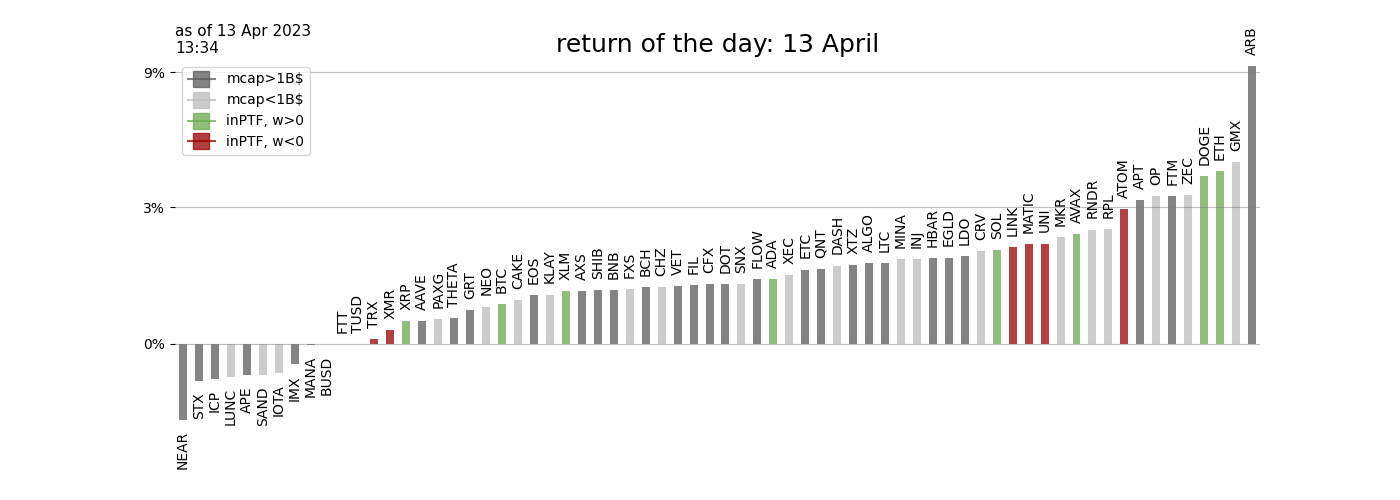 as of 13 Apr 2023
13:34
return of the day: 13 April
mcap>1B$
mcap<1B$
inPTF, w>0
inPTF, w<0
9%
3%
0%
NEAR
STX
ICP
LUNC
APE
SAND
IOTA
IMX
MANA
BUSD
FTT
TUSD
TRX
XMR
XRP
AAVE
PAXG
THETA
GRT
NEO
BTC
CAKE
EOS
KLAY
XLM
AXS
SHIB
BNB
FXS
BCH
CHZ
VET
FIL
CFX
DOT
SNX
FLOW
ADA
XEC
ETC
QNT
DASH
XTZ
ALGO
LTC
MINA
INJ
HBAR
EGLD
LDO
CRV
SOL
LINK
MATIC
UNI
MKR
AVAX
RNDR
RPL
ATOM
APT
OP
FTM
ZEC
DOGE
ETH
GMX
ARB